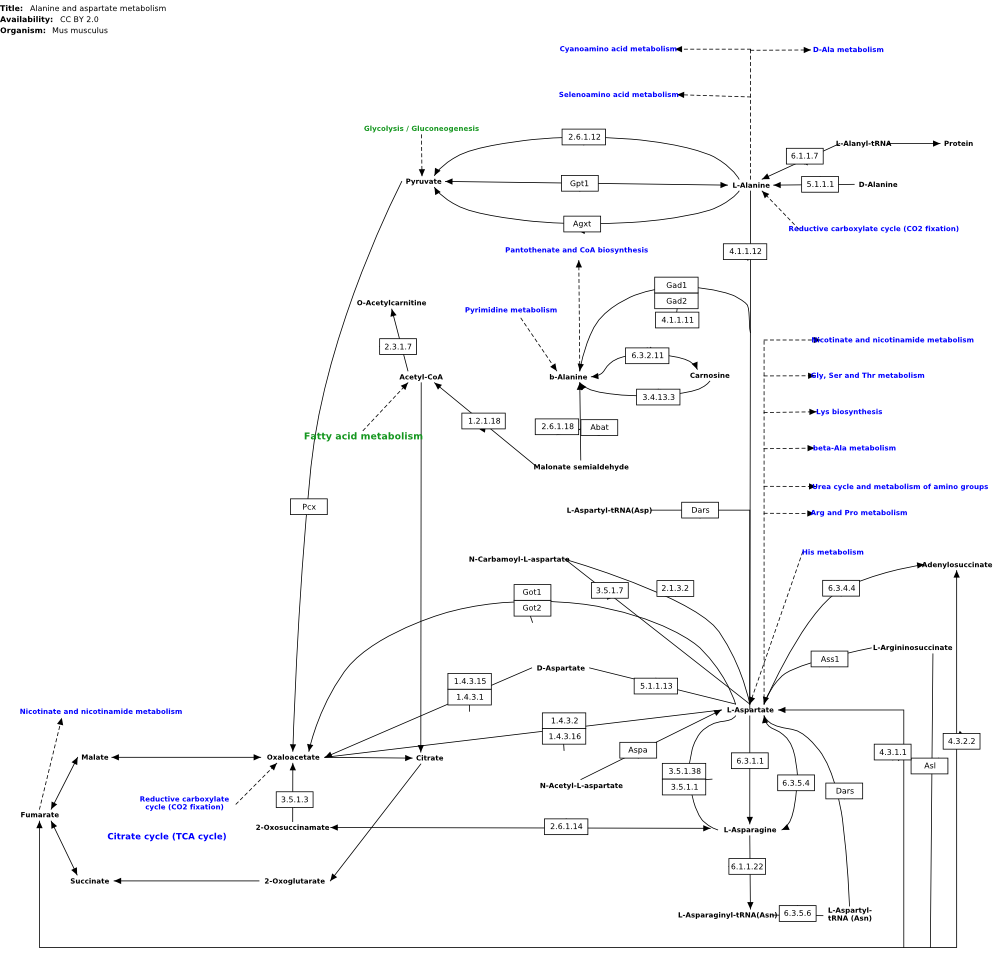 Title: Alanine and aspartate metabolism
Availability: CC BY 2.0
Organism: Mus musculus
Cyanoamino acid metabolism
D-Ala metabolism
Selenoamino acid metabolism
Glycolysis / Gluconeogenesis
2.6.1.12
L-Alanyl-tRNA
Protein
6.1.1.7
Pyruvate
Gpt1
L-Alanine
5.1.1.1
D-Alanine
Agxt
Reductive carboxylate cycle (CO2 fixation)
Pantothenate and CoA biosynthesis
4.1.1.12
Gad1
Gad2
O-Acetylcarnitine
Pyrimidine metabolism
4.1.1.11
Nicotinate and nicotinamide metabolism
2.3.1.7
6.3.2.11
Acetyl-CoA
b-Alanine
Carnosine
Gly, Ser and Thr metabolism
3.4.13.3
Lys biosynthesis
1.2.1.18
2.6.1.18
Abat
Fatty acid metabolism
beta-Ala metabolism
Malonate semialdehyde
Urea cycle and metabolism of amino groups
Pcx
L-Aspartyl-tRNA(Asp)
Dars
Arg and Pro metabolism
His metabolism
N-Carbamoyl-L-aspartate
Adenylosuccinate
Got1
3.5.1.7
2.1.3.2
6.3.4.4
Got2
L-Argininosuccinate
Ass1
D-Aspartate
1.4.3.15
5.1.1.13
1.4.3.1
Nicotinate and nicotinamide metabolism
L-Aspartate
1.4.3.2
1.4.3.16
4.3.2.2
Aspa
4.3.1.1
Malate
Oxaloacetate
Citrate
6.3.1.1
Asl
3.5.1.38
3.5.1.1
N-Acetyl-L-aspartate
6.3.5.4
Dars
Reductive carboxylate
cycle (CO2 fixation)
3.5.1.3
Fumarate
2-Oxosuccinamate
2.6.1.14
L-Asparagine
Citrate cycle (TCA cycle)
6.1.1.22
Succinate
2-Oxoglutarate
L-Asparaginyl-tRNA(Asn)
6.3.5.6
L-Aspartyl-
tRNA (Asn)